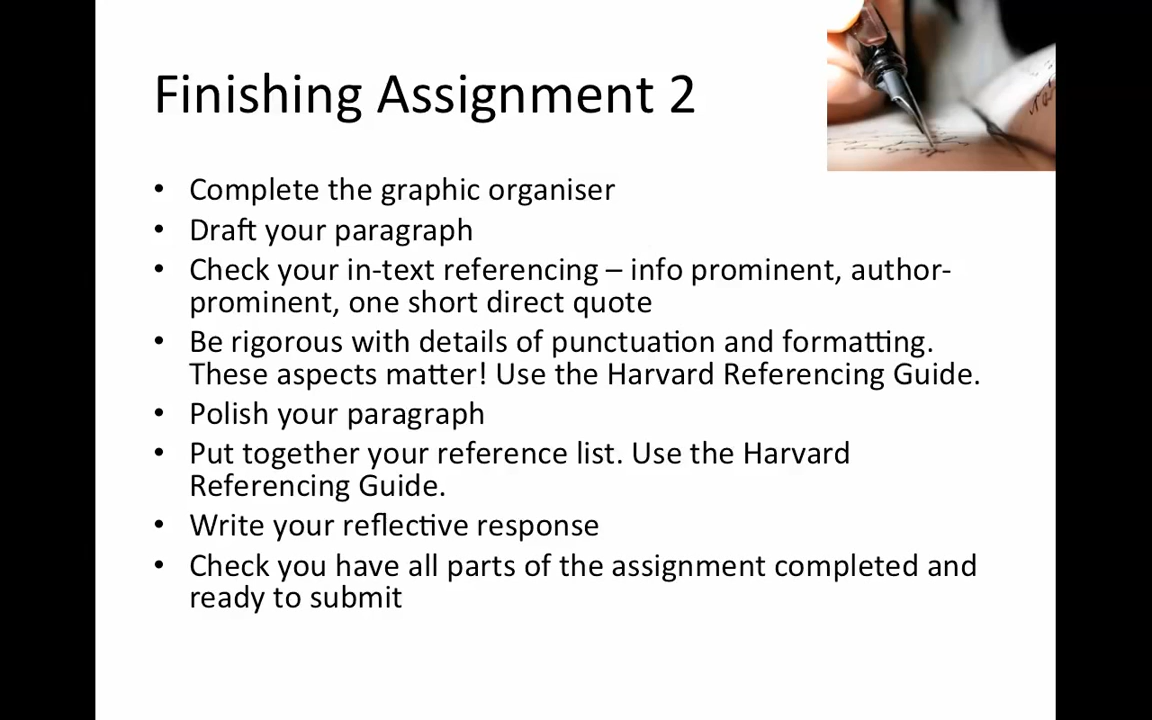 Finishing Assignment 2
• Complete the graphic organiser
• Draft your paragraph
• Check your in-text referencing – info prominent, author-
prominent, one short direct quote
• Be rigorous with details of punctuation and formatting.
These aspects matter! Use the Harvard Referencing Guide.
• Polish your paragraph
• Put together your reference list. Use the Harvard
Referencing Guide.
• Write your reflective response
• Check you have all parts of the assignment completed and
ready to submit